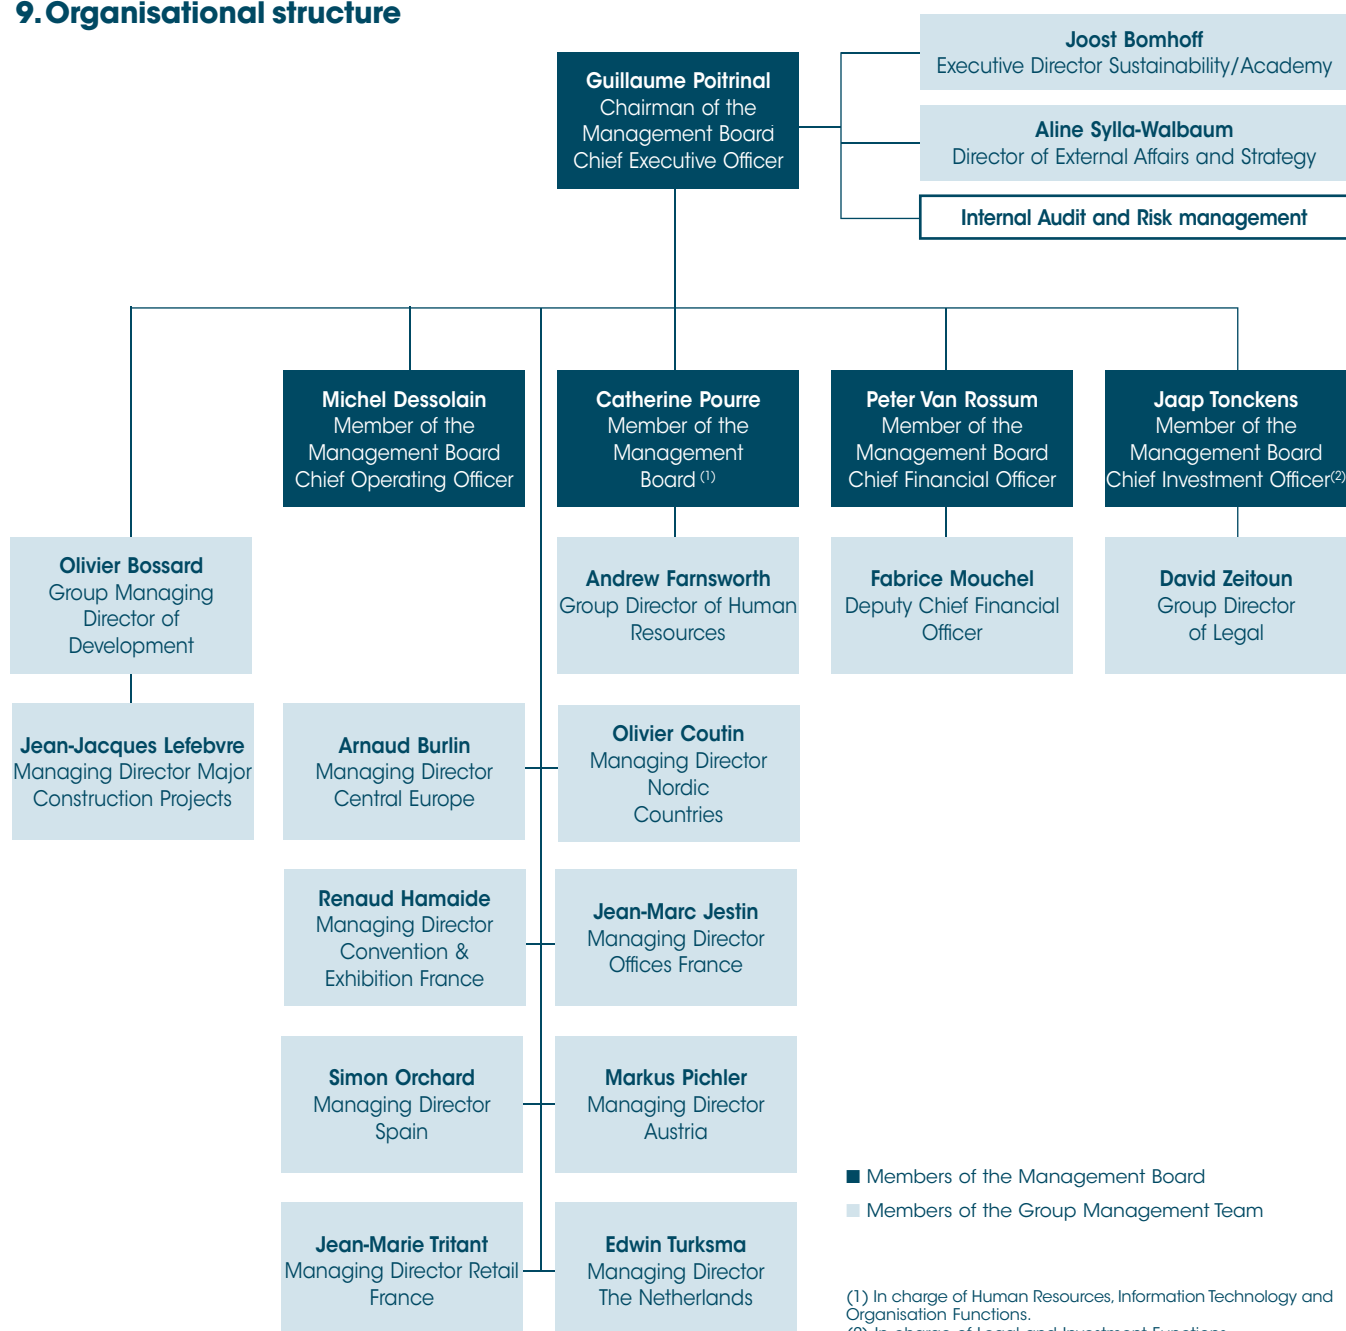 9. Organisational structure
Joost Bomhoff
Executive Director Sustainability/Academy
Guillaume Poitrinal
Chairman of the
Management Board
Chief Executive Officer
Aline Sylla-Walbaum
Director of External Affairs and Strategy
Internal Audit and Risk management
Michel Dessolain
Member of the
Management Board
Chief Operating Officer
Catherine Pourre
Member of the
Management
Board (1)
Peter Van Rossum
Member of the
Management Board
Chief Financial Officer
Jaap Tonckens
Member of the
Management Board
Chief Investment Officer(2)
Olivier Bossard
Group Managing
Director of
Development
Andrew Farnsworth
Group Director of Human
Resources
Fabrice Mouchel
Deputy Chief Financial
Officer
David Zeitoun
Group Director
of Legal
Jean-Jacques Lefebvre
Managing Director Major
Construction Projects
Arnaud Burlin
Managing Director
Central Europe
Olivier Coutin
Managing Director
Nordic
Countries
Renaud Hamaide
Managing Director
Convention &
Exhibition France
Jean-Marc Jestin
Managing Director
Offices France
Simon Orchard
Managing Director
Spain
Markus Pichler
Managing Director
Austria
Jean-Marie Tritant
Managing Director Retail
France
Edwin Turksma
Managing Director
The Netherlands
Members of the Management Board
Members of the Group Management Team
(1) In charge of Human Resources, Information Technology and
Organisation Functions.
(2) In charge of Legal and Investment Functions